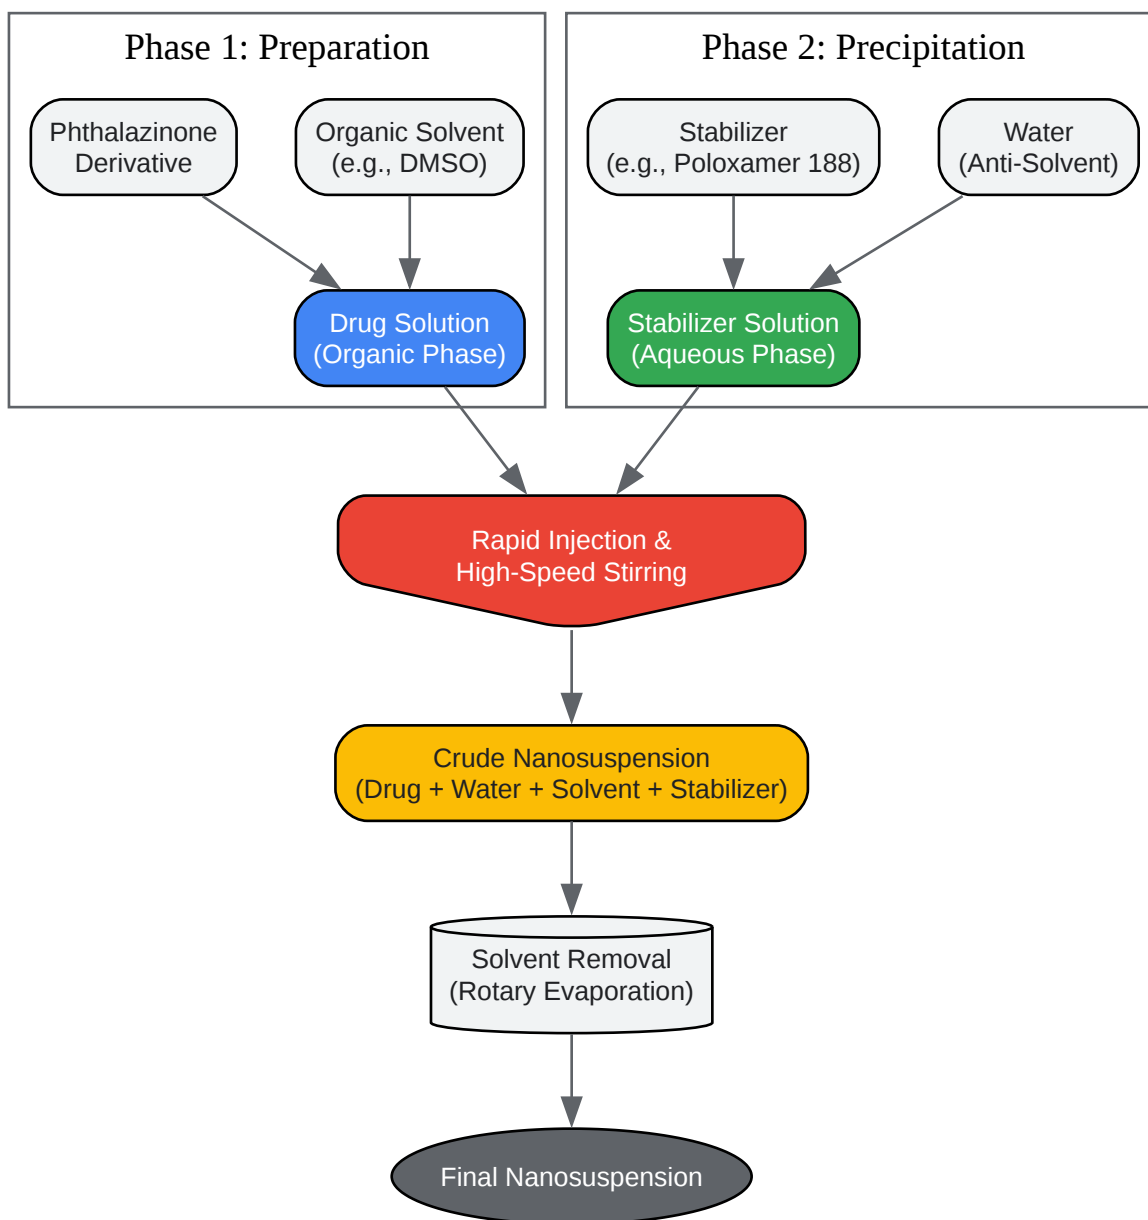 Phase 1: Preparation
Phthalazinone
Derivative
Organic Solvent
(e.g., DMSO)
Drug Solution
(Organic Phase)
Phase 2: Precipitation
Stabilizer
(e.g., Poloxamer 188)
Water
(Anti-Solvent)
Stabilizer Solution
(Aqueous Phase)
Rapid Injection &
High-Speed Stirring
Crude Nanosuspension
(Drug + Water + Solvent + Stabilizer)
Solvent Removal
(Rotary Evaporation)
Final Nanosuspension